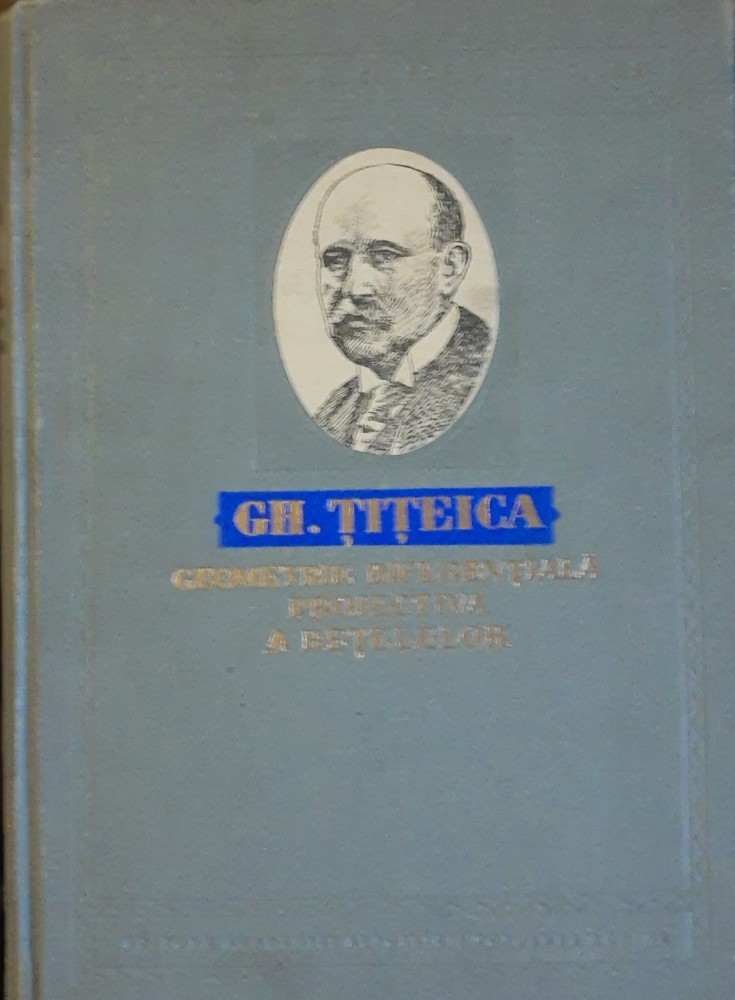 GH. ȚIȚEICA
GEOMETRIE DIFERENȚIALĂ
PROIECTIVĂ
A REȚELELOR